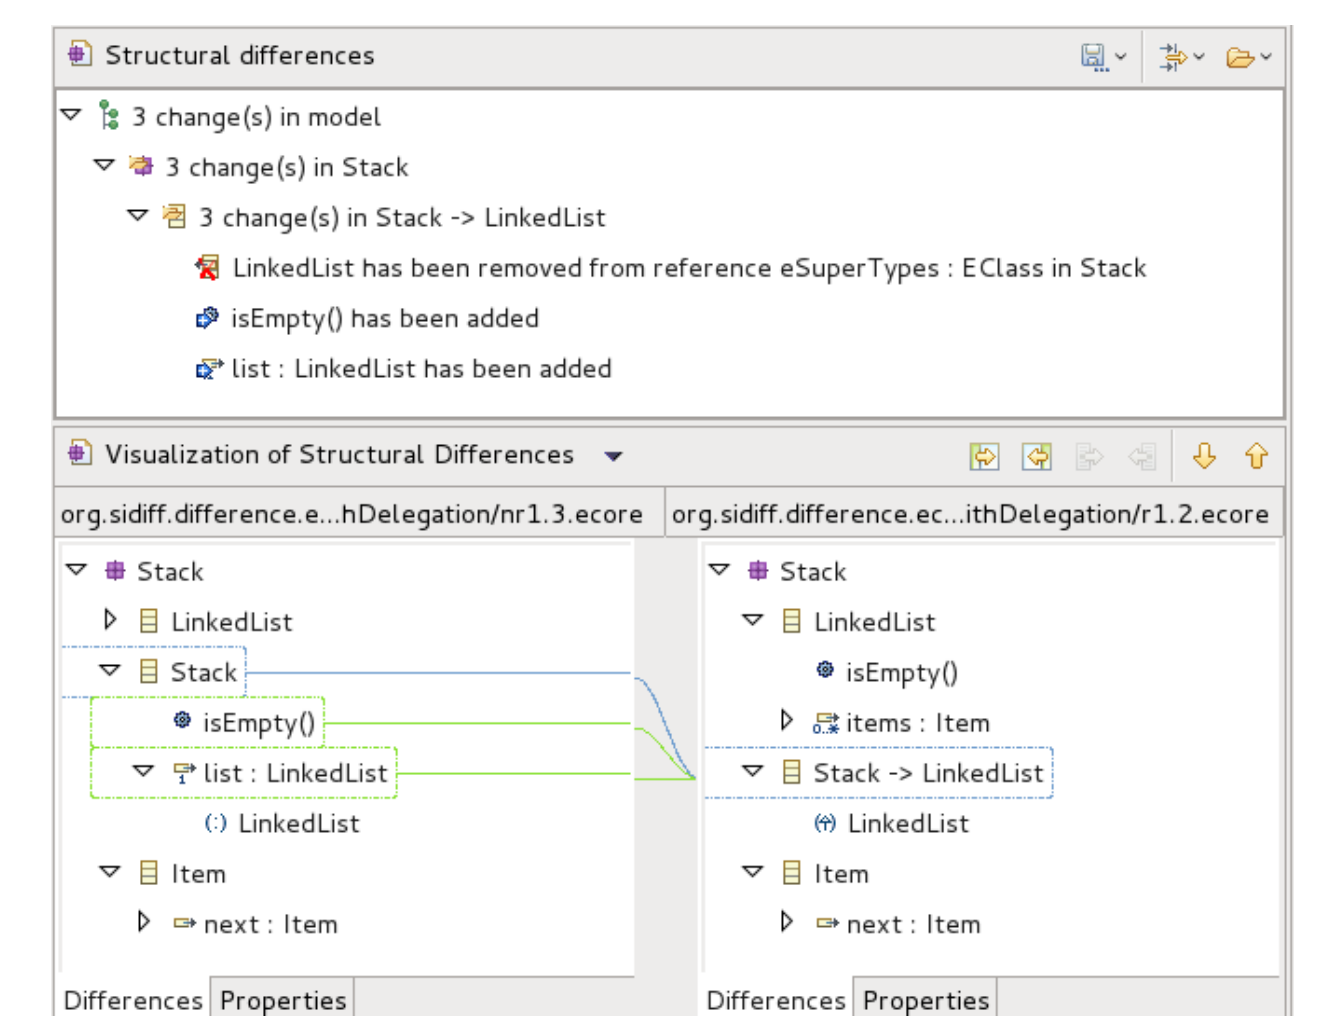 Structural differences
3 change(s) in model
3 change(s) in Stack
3 change(s) in Stack -> LinkedList
LinkedList has been removed from reference eSuperTypes : EClass in Stack
isEmpty() has been added
list : LinkedList has been added
Visualization of Structural Differences
org.sidiff.difference.e...hDelegation/nr1.3.ecore
org.sidiff.difference.ec...ithDelegation/r1.2.ecore
Stack
LinkedList
Stack
isEmpty()
1 list : LinkedList
(:) LinkedList
Item
next : Item
Stack
LinkedList
isEmpty()
0..* items : Item
Stack -> LinkedList
LinkedList
Item
next : Item
Differences Properties
Differences Properties